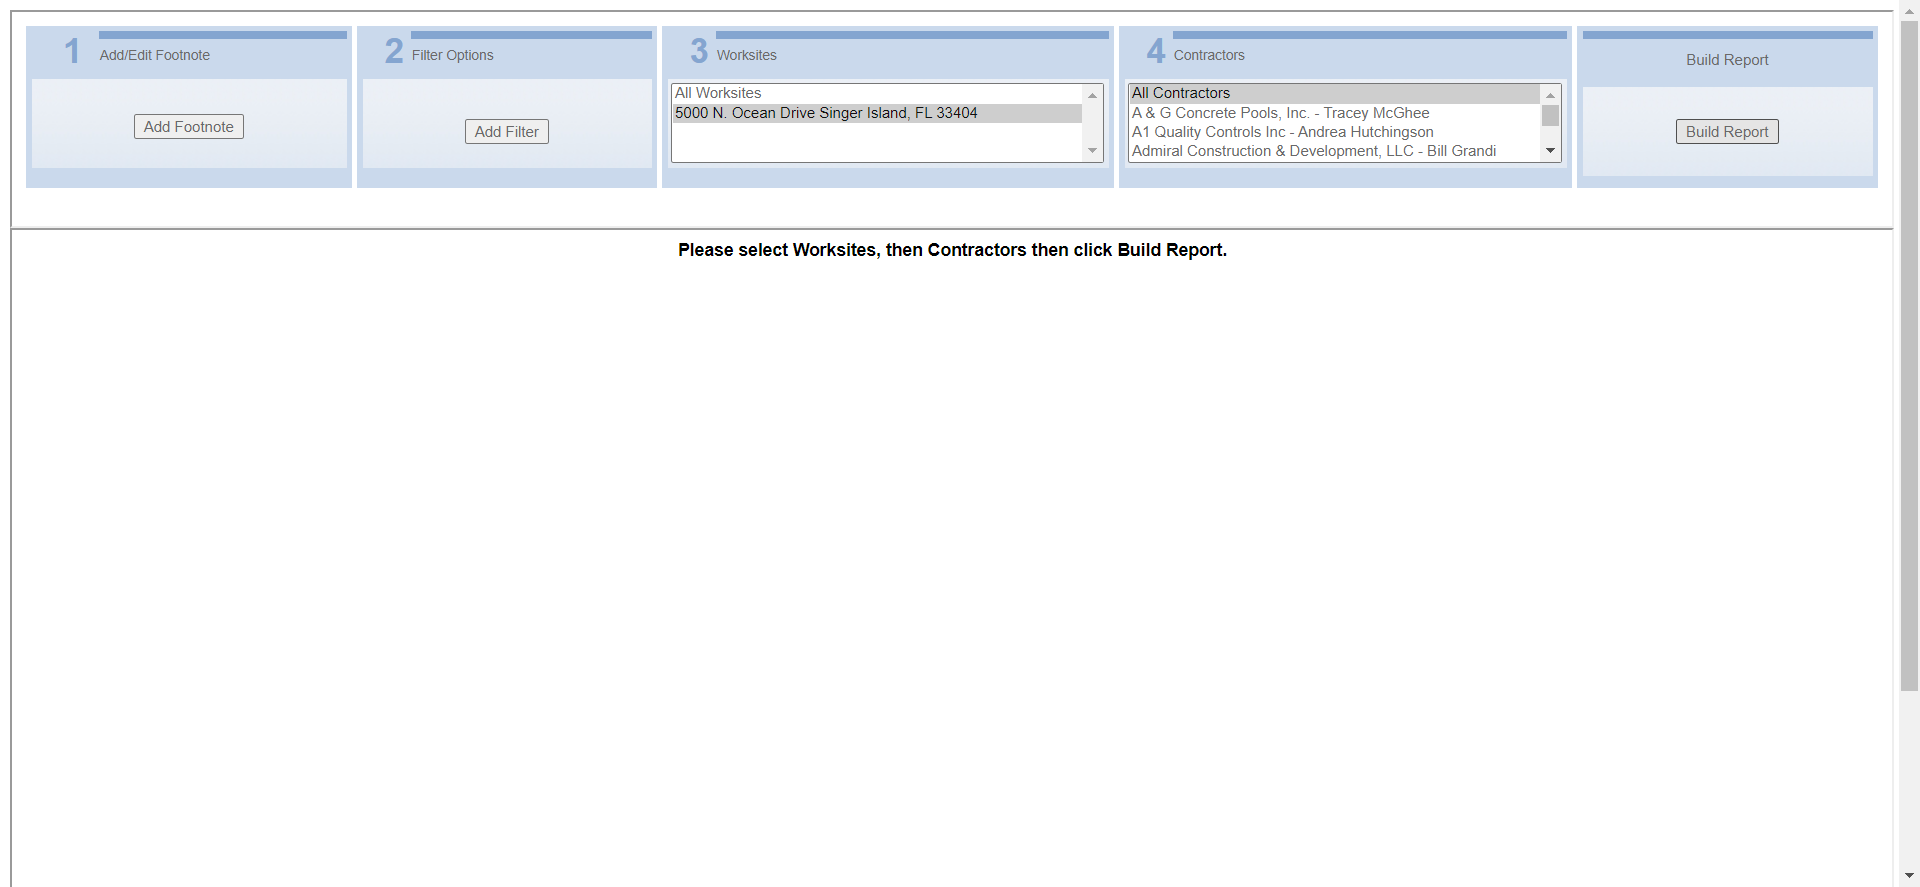 1 Add/Edit Footnote
Add Footnote
2 Filter Options
Add Filter
3 Worksites
All Worksites
5000 N. Ocean Drive Singer Island, FL 33404
4 Contractors
All Contractors
A & G Concrete Pools, Inc. - Tracey McGhee
A1 Quality Controls Inc - Andrea Hutchingson
Admiral Construction & Development, LLC - Bill Grandi
Build Report
Build Report
Please select Worksites, then Contractors then click Build Report.